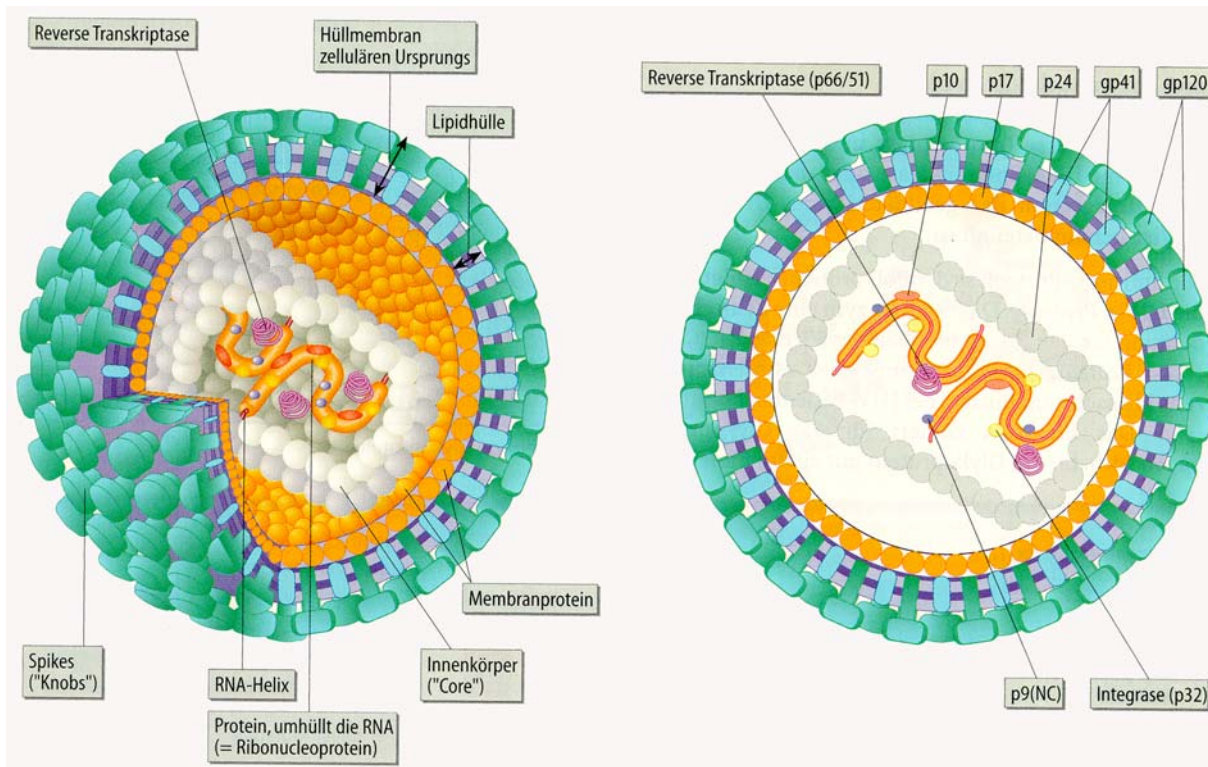 Reverse Transkriptase
Hüllmembran
zellulären Ursprungs
Lipidhülle
Membranprotein
Innenkörper
("Core")
Protein, umhüllt die RNA
(= Ribonucleoprotein)
RNA-Helix
Spikes
("Knobs")
Reverse Transkriptase (p66/51)
p10
p17
p24
gp41
gp120
p9(NC)
Integrase (p32)